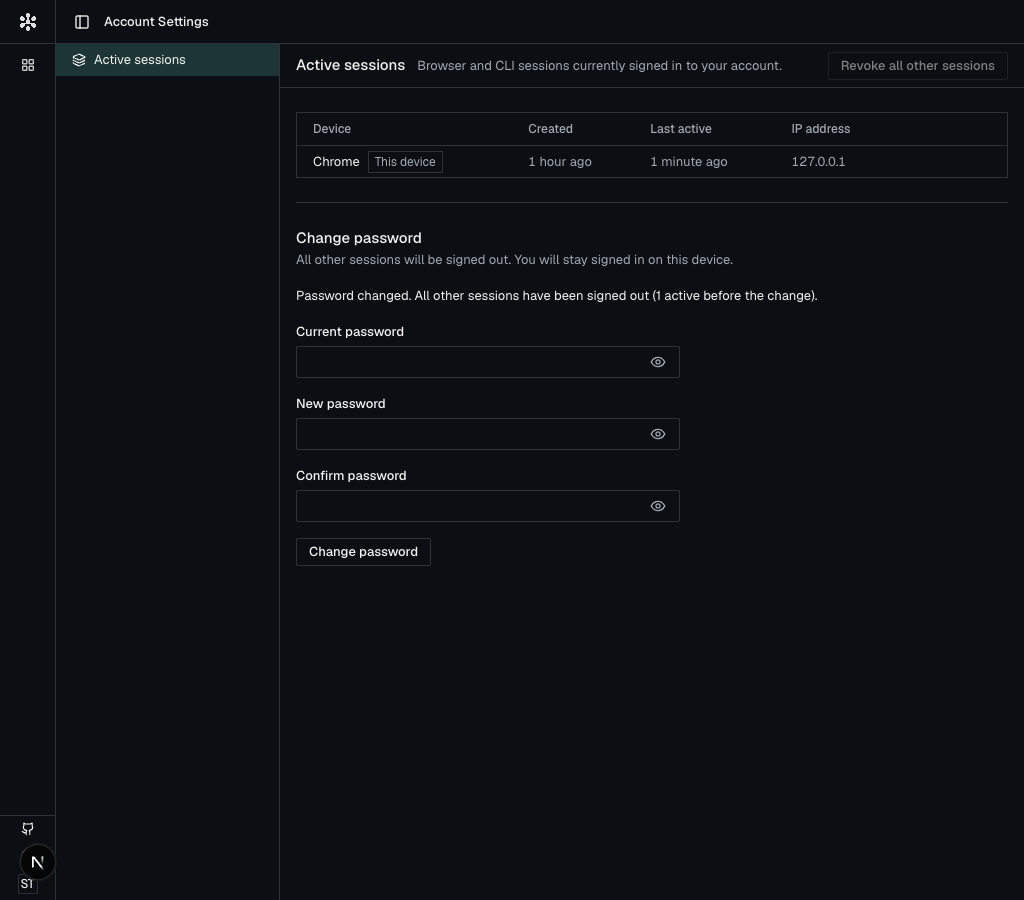 Account Settings
Active sessions
Active sessions Browser and CLI sessions currently signed in to your account. Revoke all other sessions
Device Created Last active IP address
Chrome This device 1 hour ago 1 minute ago 127.0.0.1
Change password
All other sessions will be signed out. You will stay signed in on this device.
Password changed. All other sessions have been signed out (1 active before the change).
Current password
New password
Confirm password
Change password
N
ST